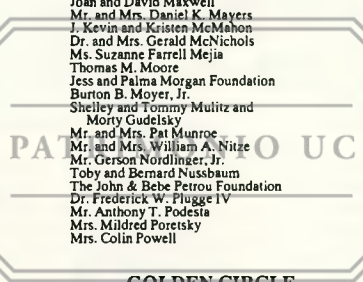 Joan and David Maxwell
Mr. and Mrs. Daniel K. Mayers
J. Kevin and Kristen McMahon
Dr. and Mrs. Gerald McNichols
Ms. Suzanne Farrell Mejia
Thomas M. Moore
Jess and Palma Morgan Foundation
Burton B. Moyer, Jr.
Shelley and Tommy Mulitz and
Morty Gudelsky
Mr. and Mrs. Pat Munroe
Mr. and Mrs. William A. Nitze
Mr. Gerson Nordlinger, Jr.
Toby and Bernard Nussbaum
The John & Bebe Petrou Foundation
Dr. Frederick W. Plugge IV
Mr. Anthony T. Podesta
Mrs. Mildred Poretsky
Mrs. Colin Powell
GOLDEN CIRCLE
PATRIMONIO UC